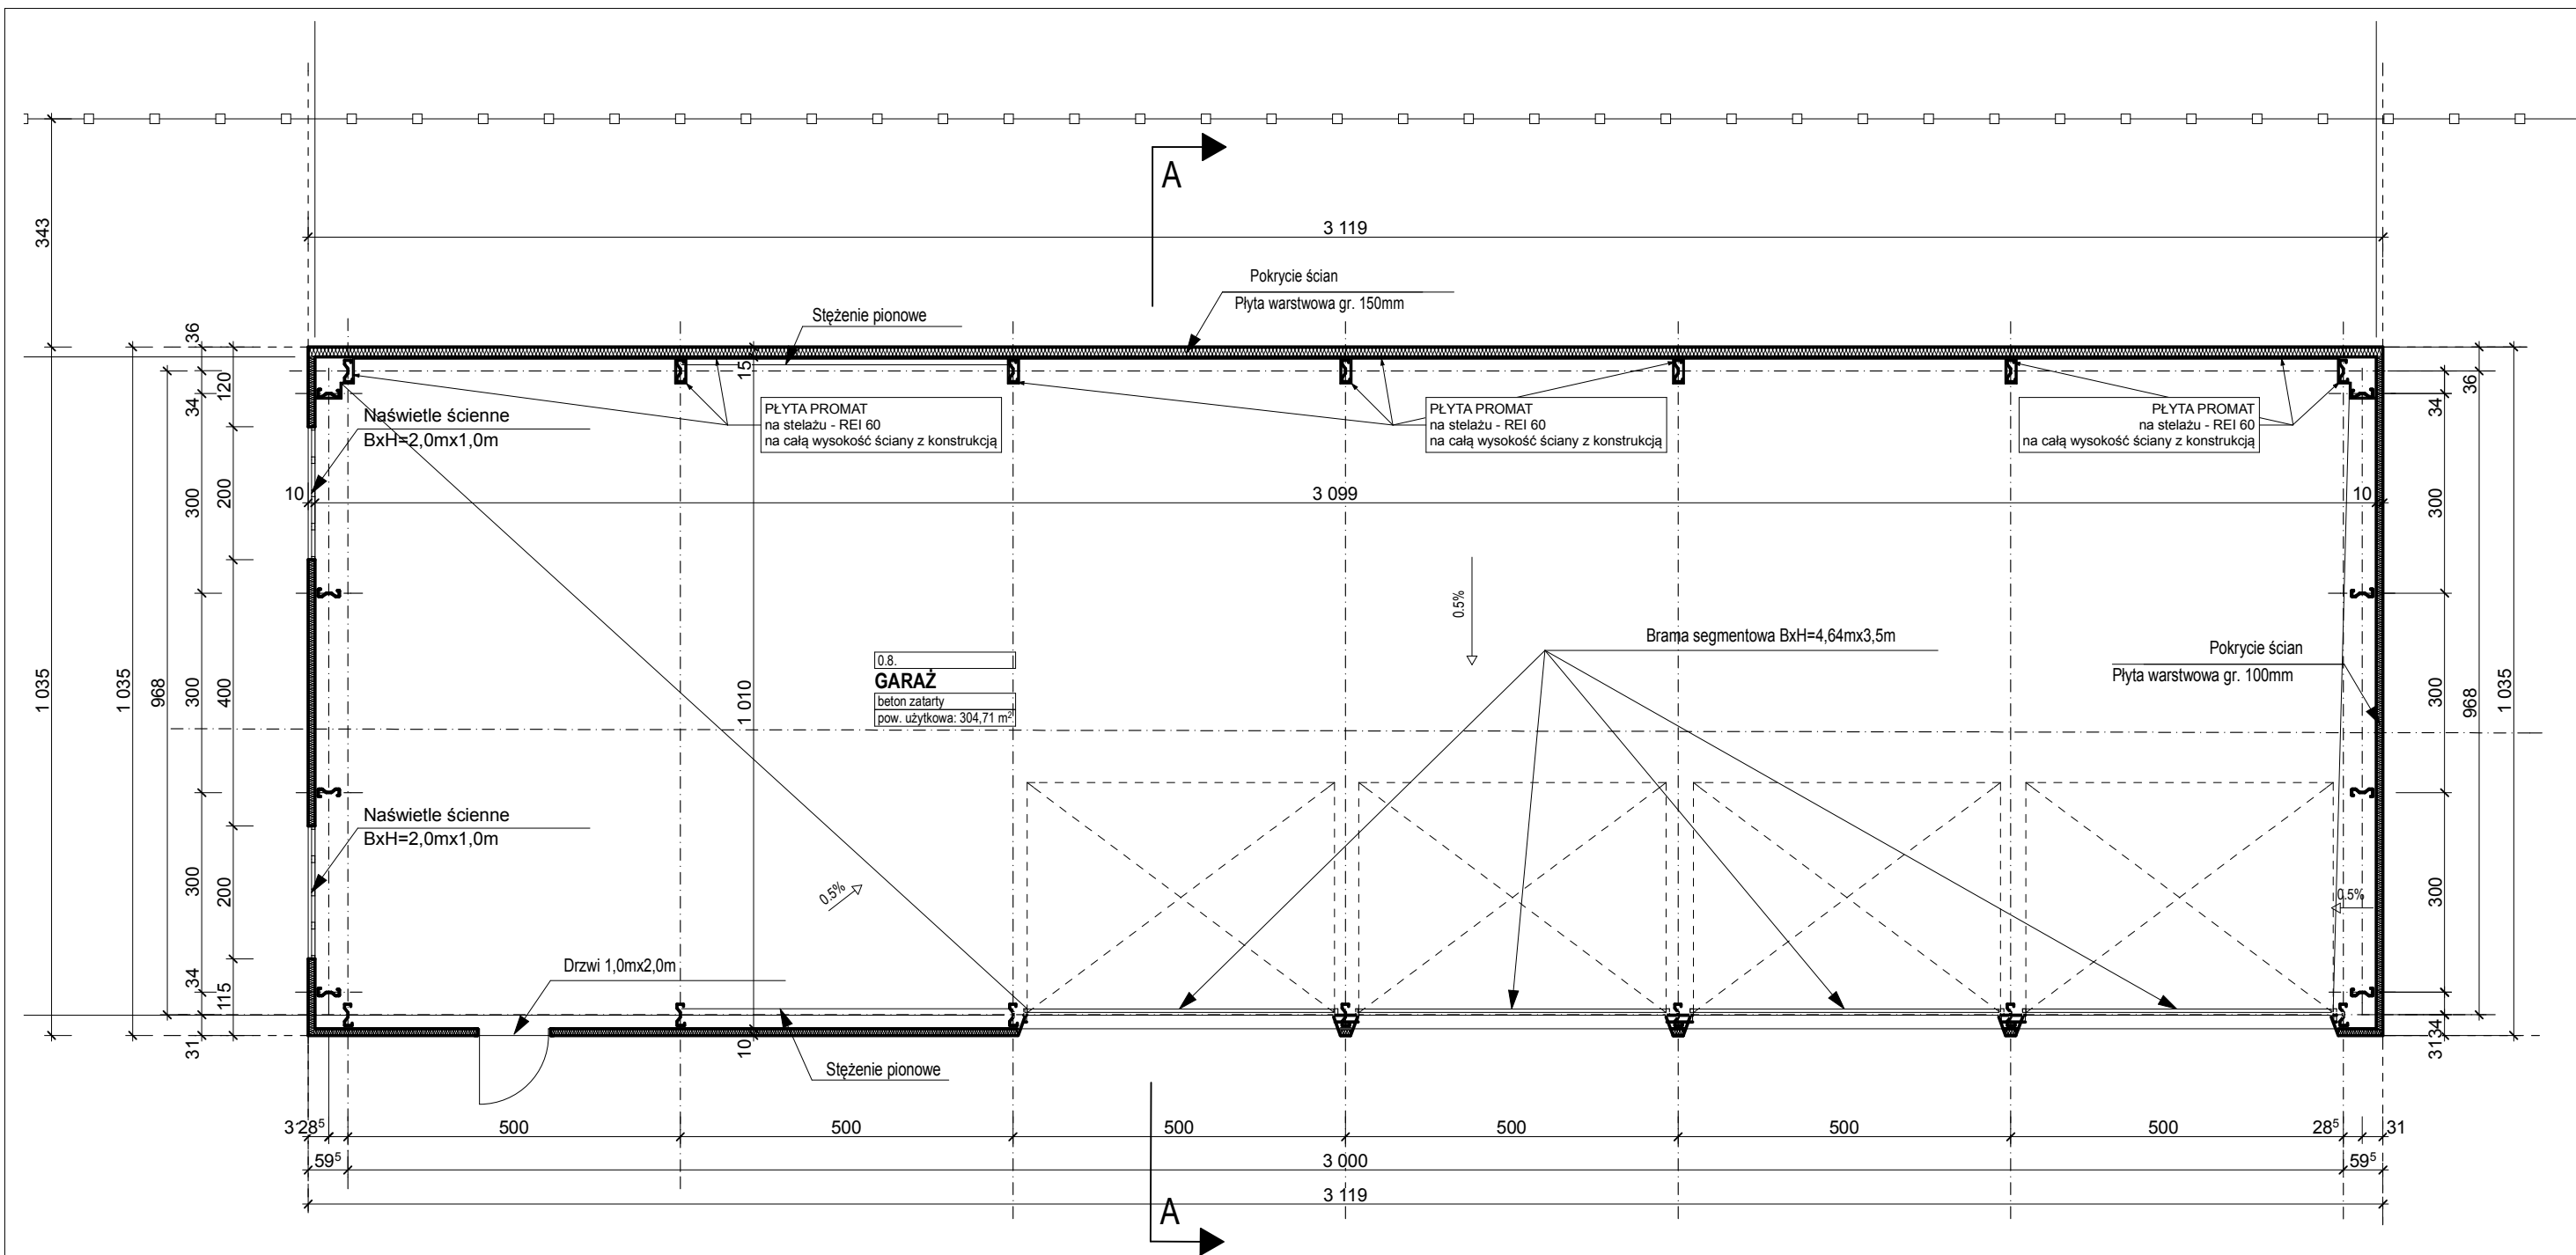 343
A
3 119
Pokrycie ścian
Płyta warstwowa gr. 150mm
Stężenie pionowe
36
120
34
15
36
34
PŁYTA PROMAT
na stelażu - REI 60
na całą wysokość ściany z konstrukcją
PŁYTA PROMAT
na stelażu - REI 60
na całą wysokość ściany z konstrukcją
PŁYTA PROMAT
na stelażu - REI 60
na całą wysokość ściany z konstrukcją
Naświetle ścienne
BxH=2,0mx1,0m
10
3 099
10
300
200
300
0.5%
Brama segmentowa BxH=4,64mx3,5m
Pokrycie ścian
Płyta warstwowa gr. 100mm
0.8.
GARAŻ
beton zatarty
pow. użytkowa: 304,71 m²
1 035
1 035
968
300
400
1 010
300
968
1 035
Naświetle ścienne
BxH=2,0mx1,0m
300
200
0.5%
0.5%
300
Drzwi 1,0mx2,0m
34
115
31
10
34
31
Stężenie pionowe
28⁵
500
500
500
500
500
500
28⁵
31
59⁵
3 000
59⁵
3 119
A